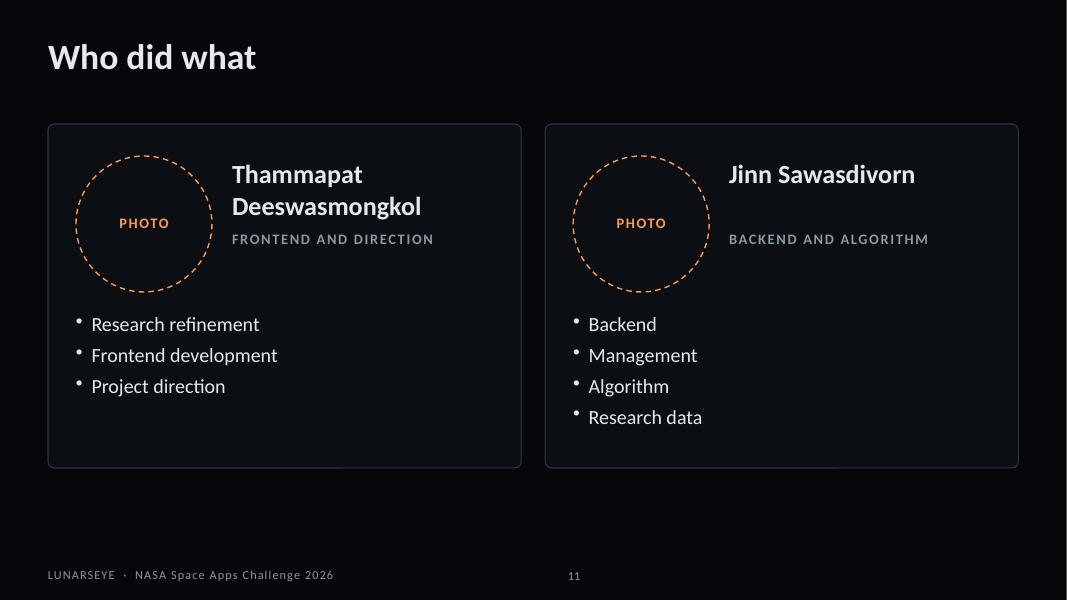 Who did what
PHOTO
Thammapat
Deeswasmongkol
FRONTEND AND DIRECTION
• Research refinement
• Frontend development
• Project direction
PHOTO
Jinn Sawasdivorn
BACKEND AND ALGORITHM
• Backend
• Management
• Algorithm
• Research data
LUNARSEYE · NASA Space Apps Challenge 2026
11